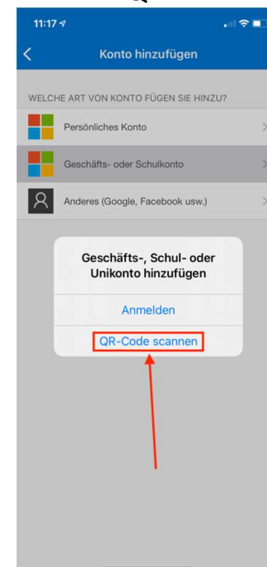 11:17
Konto hinzufügen
WELCHE ART VON KONTO FÜGEN SIE HINZU?
Persönliches Konto
Geschäfts- oder Schulkonto
Anderes (Google, Facebook usw.)
Geschäfts-, Schul- oder
Unikonto hinzufügen
Anmelden
QR-Code scannen